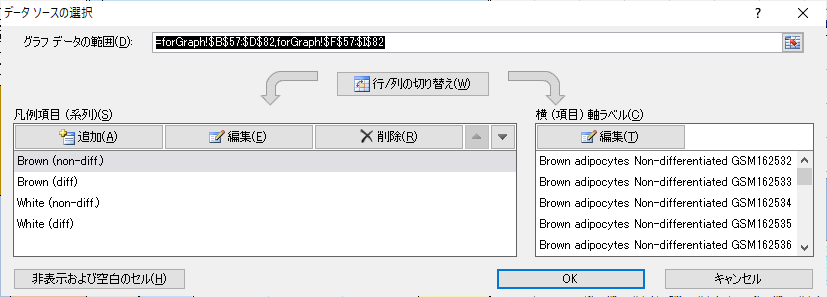 データ ソースの選択
グラフ データの範囲(D):
=forGraph!$B$57:$D$82,forGraph!$F$57:$I$82
行/列の切り替え(W)
凡例項目 (系列)(S)
追加(A)
編集(E)
削除(R)
Brown (non-diff.)
Brown (diff)
White (non-diff.)
White (diff)
横 (項目) 軸ラベル(C)
編集(T)
Brown adipocytes Non-differentiated GSM162532
Brown adipocytes Non-differentiated GSM162533
Brown adipocytes Non-differentiated GSM162534
Brown adipocytes Non-differentiated GSM162535
Brown adipocytes Non-differentiated GSM162536
非表示および空白のセル(H)
OK
キャンセル